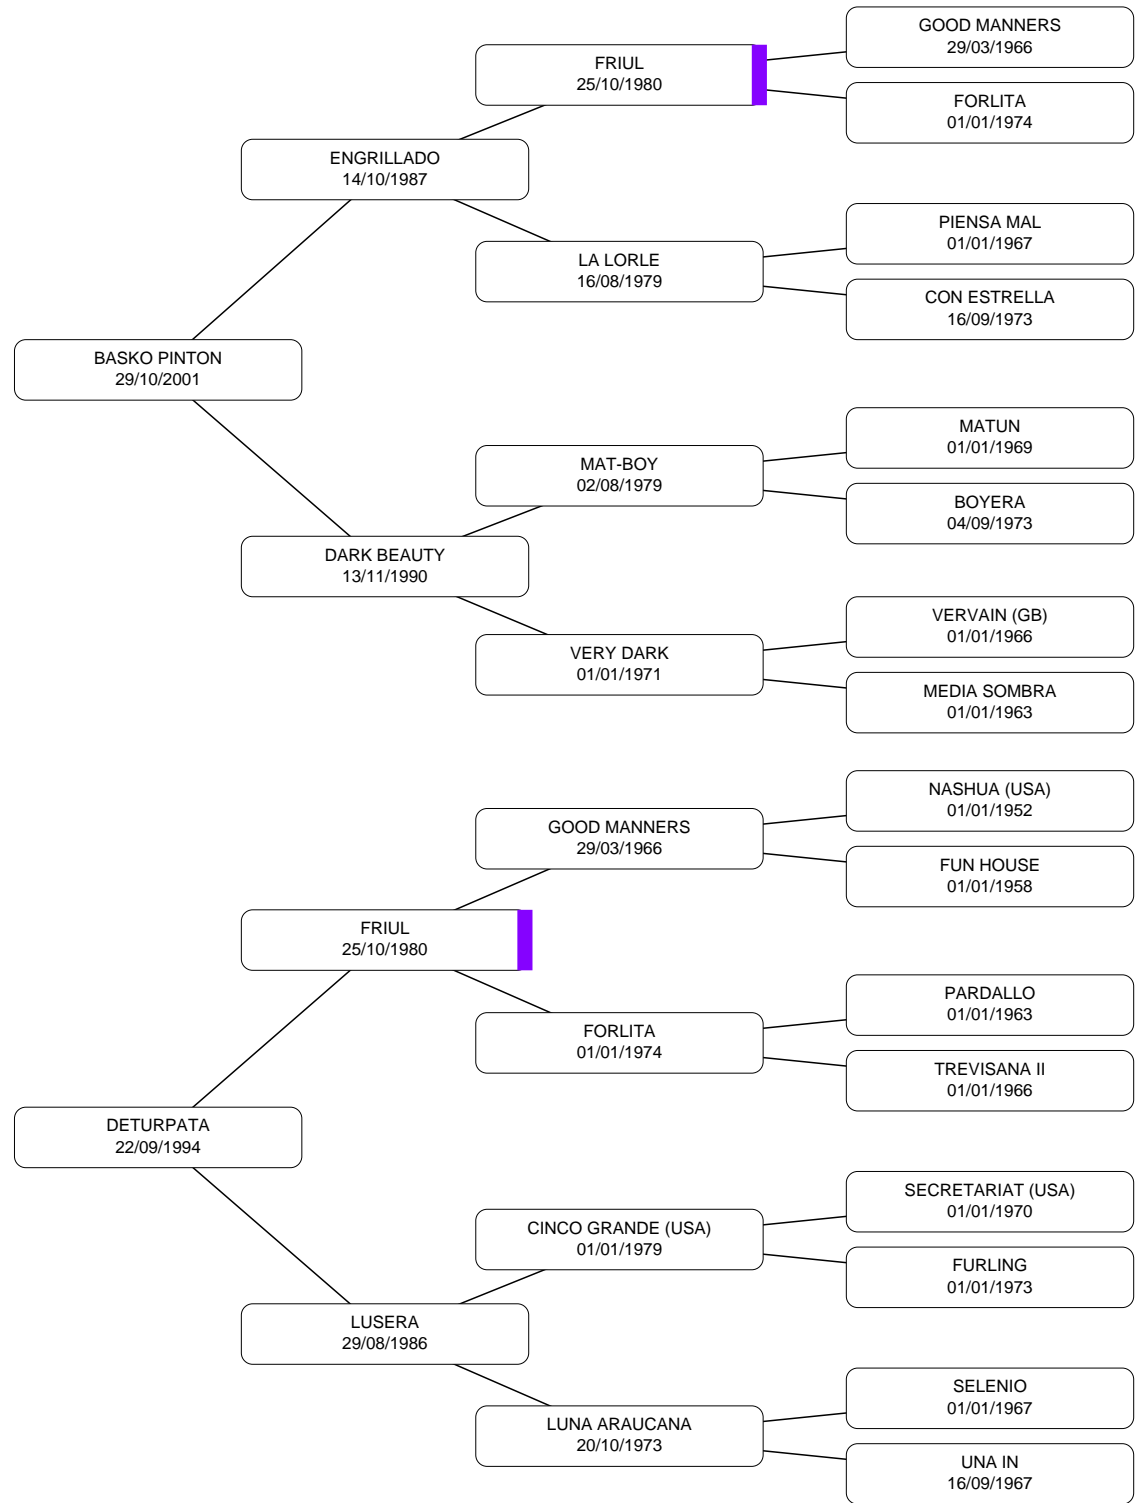 GOOD MANNERS
29/03/1966
FRIUL
25/10/1980
FORLITA
01/01/1974
ENGRILLADO
14/10/1987
PIENSA MAL
01/01/1967
LA LORLE
16/08/1979
CON ESTRELLA
16/09/1973
BASKO PINTON
29/10/2001
MATUN
01/01/1969
MAT-BOY
02/08/1979
BOYERA
04/09/1973
DARK BEAUTY
13/11/1990
VERVAIN (GB)
01/01/1966
VERY DARK
01/01/1971
MEDIA SOMBRA
01/01/1963
NASHUA (USA)
01/01/1952
GOOD MANNERS
29/03/1966
FUN HOUSE
01/01/1958
FRIUL
25/10/1980
PARDALLO
01/01/1963
FORLITA
01/01/1974
TREVISANA II
01/01/1966
DETURPATA
22/09/1994
SECRETARIAT (USA)
01/01/1970
CINCO GRANDE (USA)
01/01/1979
FURLING
01/01/1973
LUSERA
29/08/1986
SELENIO
01/01/1967
LUNA ARAUCANA
20/10/1973
UNA IN
16/09/1967